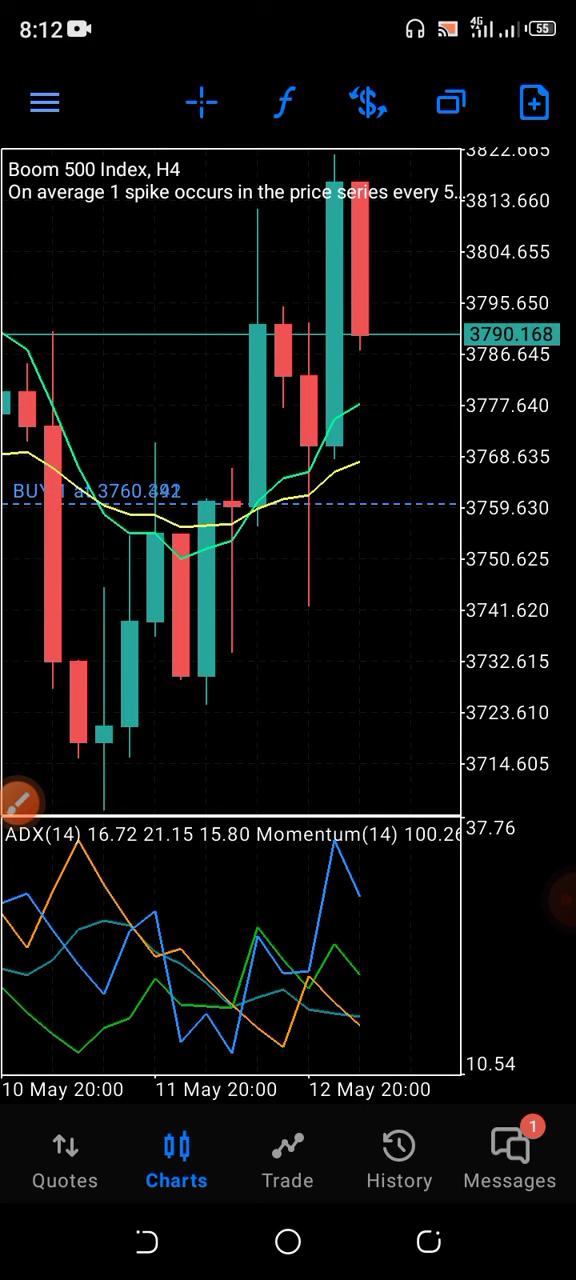 8:12 4G 55
Boom 500 Index, H4
On average 1 spike occurs in the price series every 5...
3822.665
3813.660
3804.655
3795.650
3790.168
3786.645
3777.640
3768.635
BUY 1 at 3760.
3759.630
3750.625
3741.620
3732.615
3723.610
3714.605
ADX(14) 16.72 21.15 15.80 Momentum(14) 100.26
37.76
10.54
10 May 20:00 11 May 20:00 12 May 20:00
1
Quotes Charts Trade History Messages